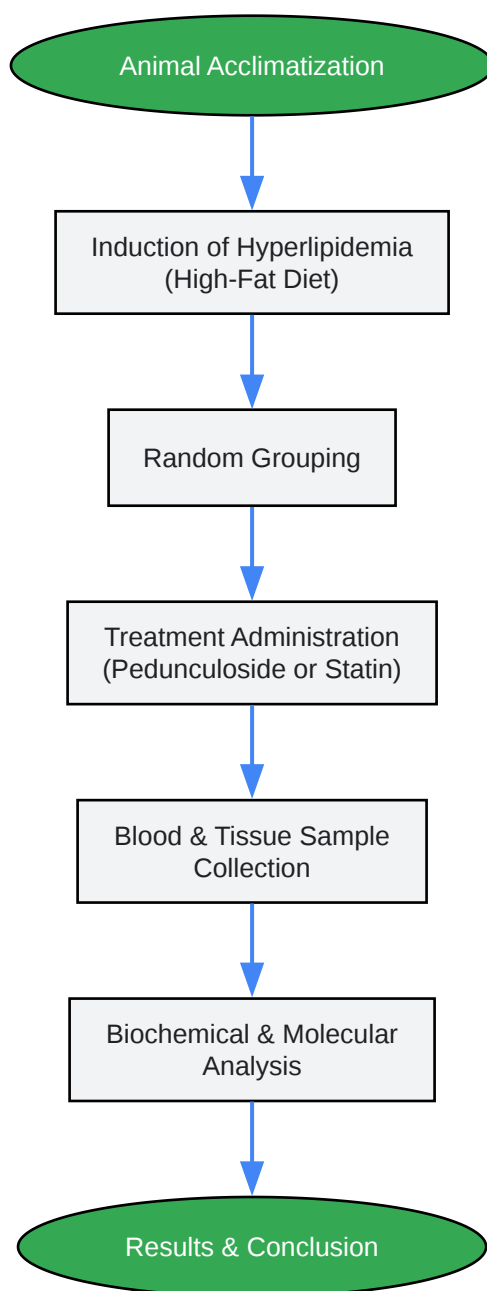 Animal Acclimatization
Induction of Hyperlipidemia
(High-Fat Diet)
Random Grouping
Treatment Administration
(Pedunculoside or Statin)
Blood & Tissue Sample
Collection
Biochemical & Molecular
Analysis
Results & Conclusion